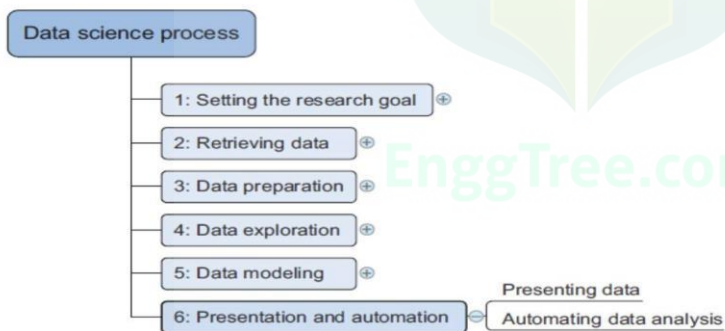 Data science process
1: Setting the research goal
2: Retrieving data
3: Data preparation
EnggTree.co
4: Data exploration
5: Data modeling
Presenting data
6: Presentation and automation
Automating data analysis